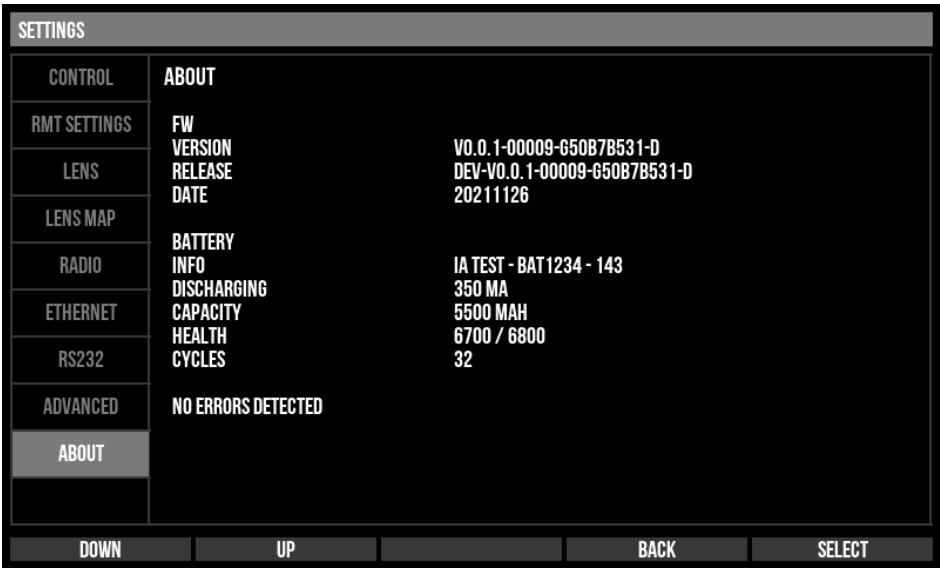 SETTINGS
CONTROL
RMT SETTINGS
LENS
LENS MAP
RADIO
ETHERNET
RS232
ADVANCED
ABOUT
ABOUT
FW
VERSION V0.0.1-00009-G50B7B531-D
RELEASE DEV-V0.0.1-00009-G50B7B531-D
DATE 20211126
BATTERY
INFO IA TEST - BAT1234 - 143
DISCHARGING 350 MA
CAPACITY 5500 MAH
HEALTH 6700 / 6800
CYCLES 32
NO ERRORS DETECTED
DOWN UP BACK SELECT